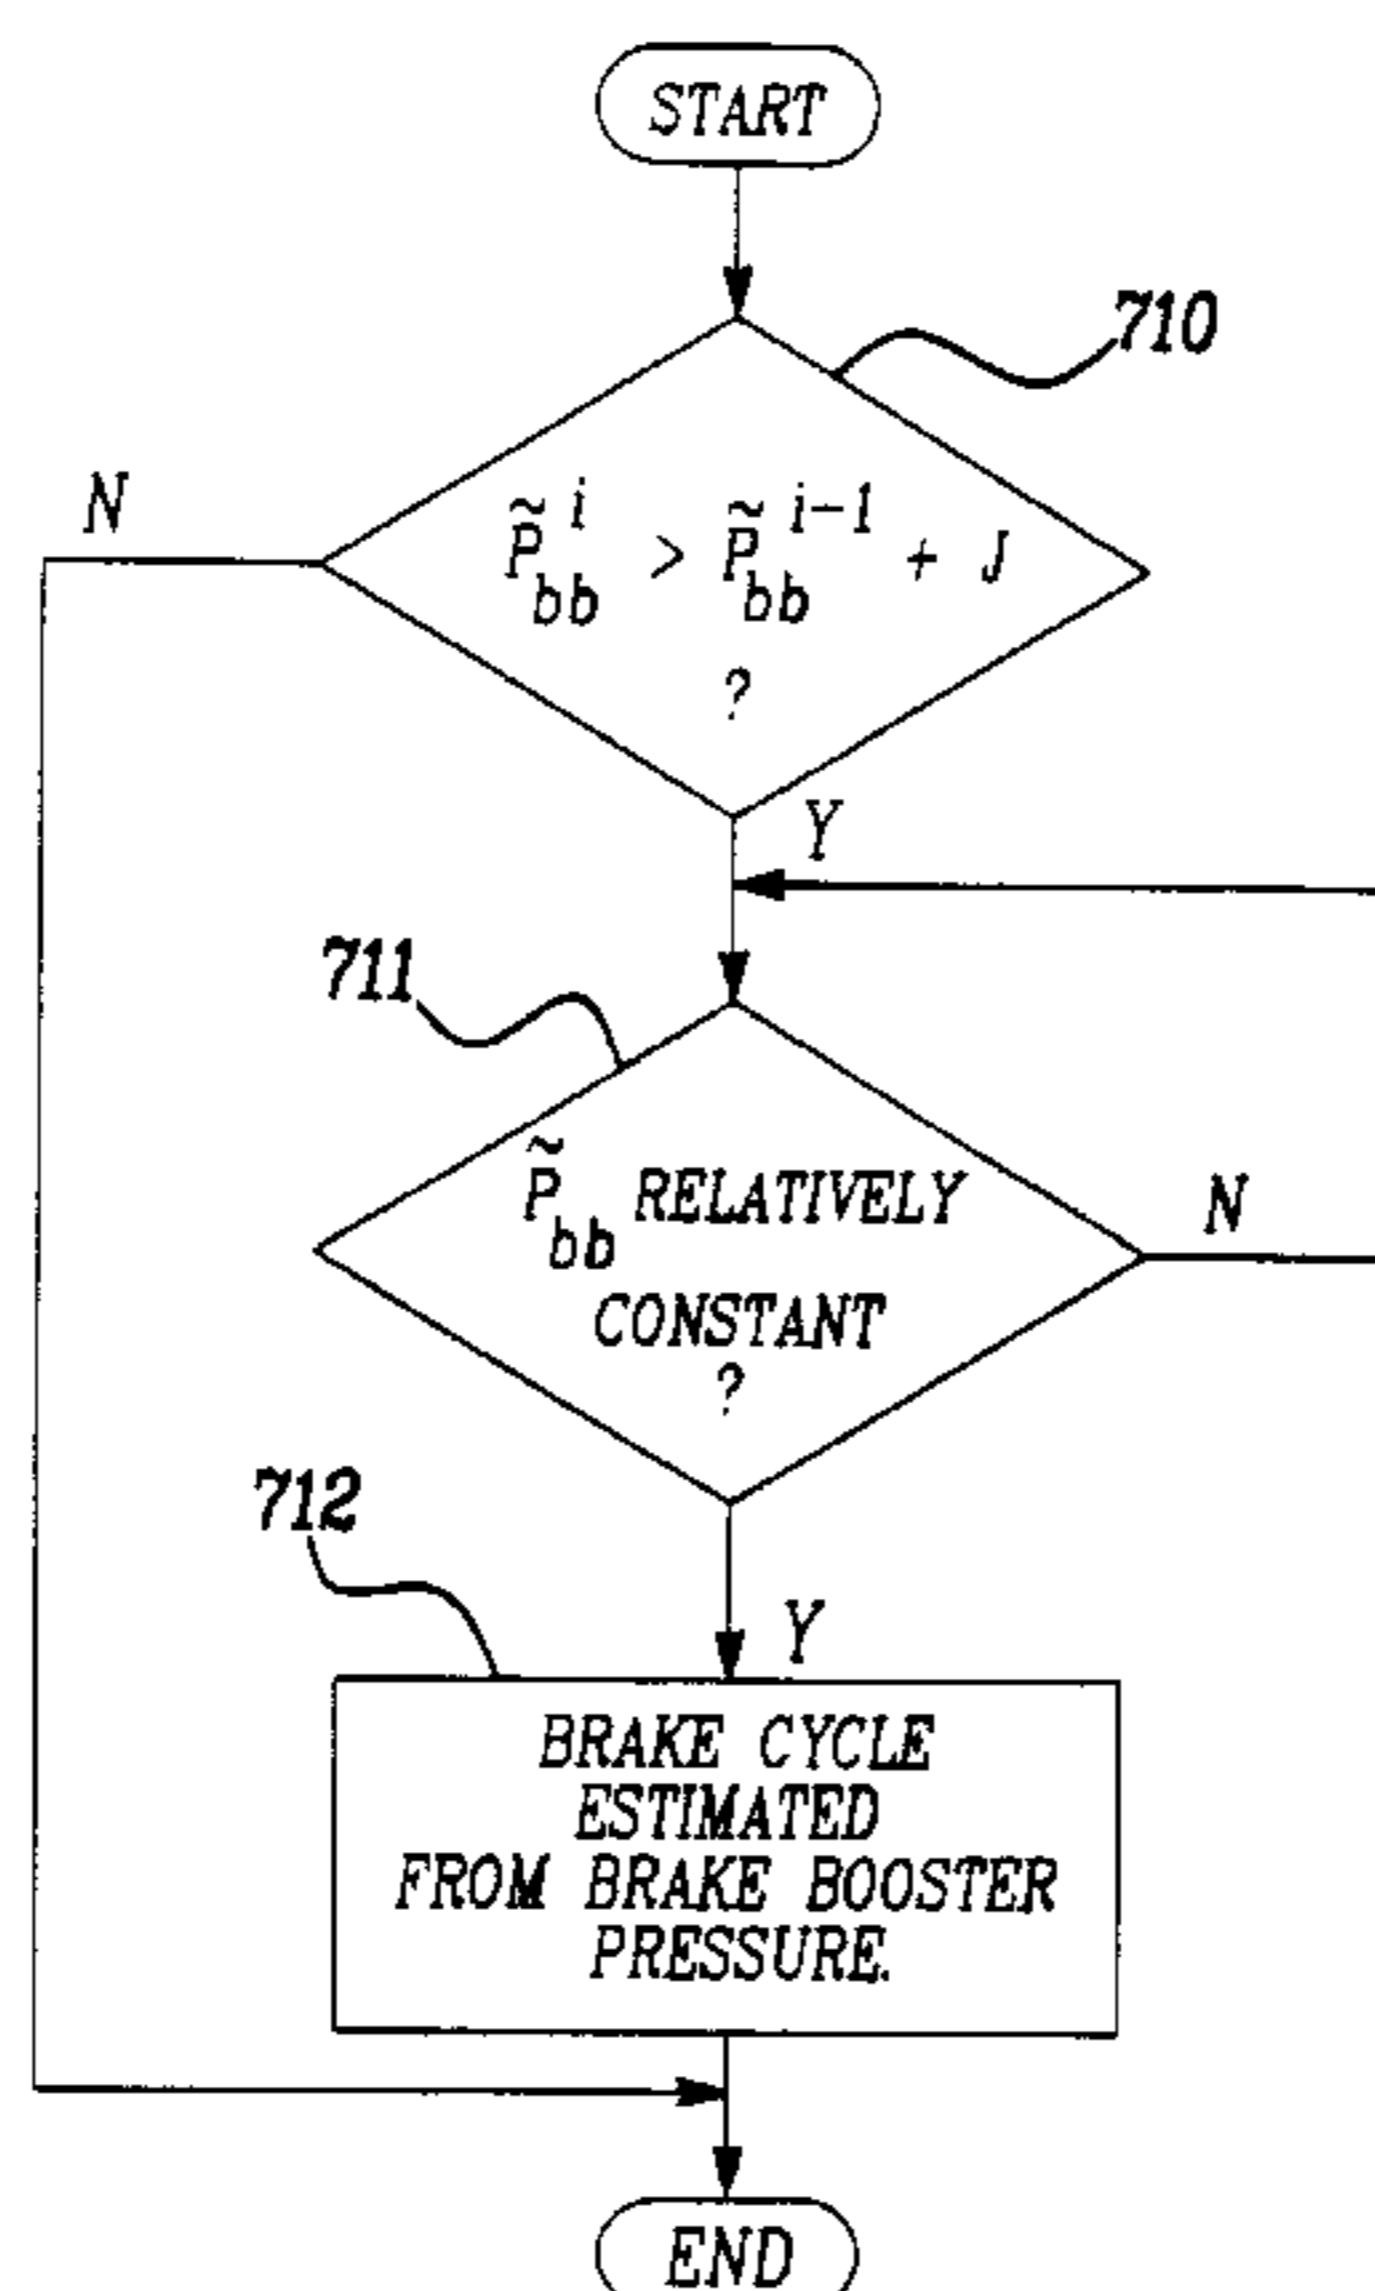 START
710
N
P̃bb^i > P̃bb^i-1 + J
?
Y
711
P̃bb RELATIVELY
CONSTANT
?
N
712
Y
BRAKE CYCLE
ESTIMATED
FROM BRAKE BOOSTER
PRESSURE.
END